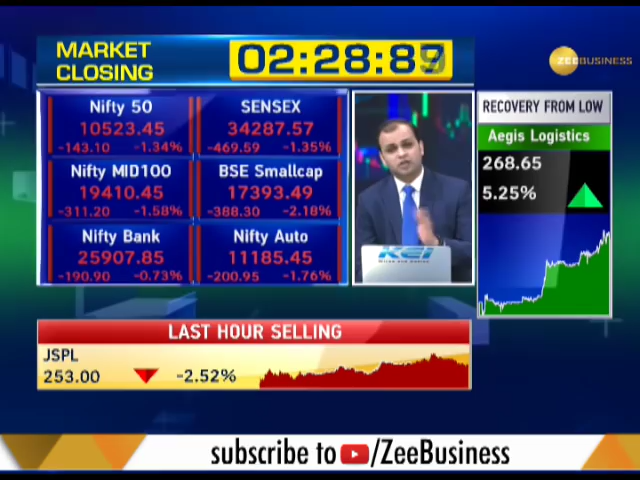 MARKET
CLOSING
02:28:8
ZEEBUSINESS
Nifty 50
10523.45
-143.10 -1.34%
SENSEX
34287.57
-469.59 -1.35%
Nifty MID100
19410.45
-311.20 -1.58%
BSE Smallcap
17393.49
-388.30 -2.18%
Nifty Bank
25907.85
-190.90 -0.73%
Nifty Auto
11185.45
-200.95 -1.76%
KEI
RECOVERY FROM LOW
Aegis Logistics
268.65
5.25%
LAST HOUR SELLING
JSPL
253.00 -2.52%
subscribe to /ZeeBusiness